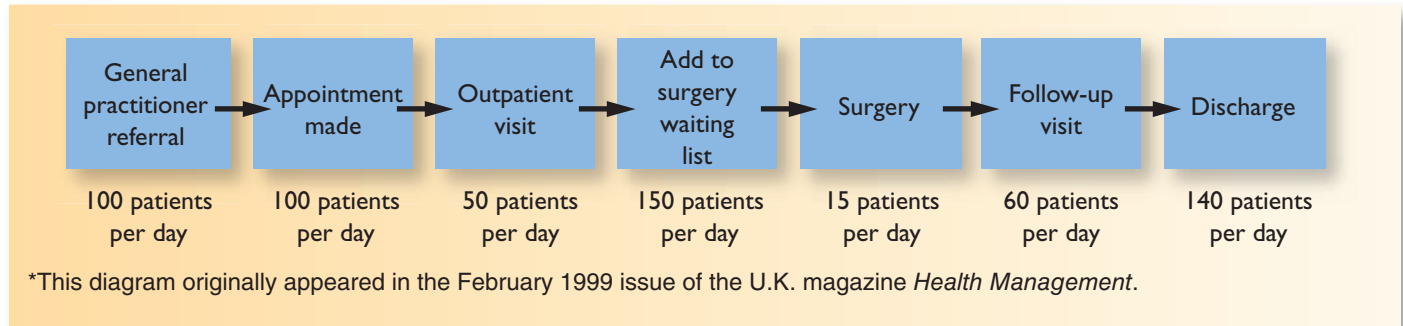 General
practitioner
referral
Appointment
made
Outpatient
visit
Add to
surgery
waiting
list
Surgery
Follow-up
visit
Discharge
100 patients
per day
100 patients
per day
50 patients
per day
150 patients
per day
15 patients
per day
60 patients
per day
140 patients
per day
*This diagram originally appeared in the February 1999 issue of the U.K. magazine Health Management.